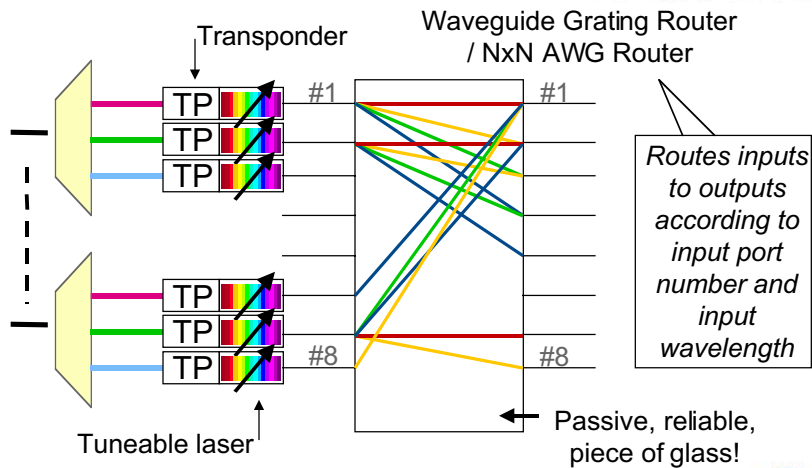 Waveguide Grating Router
/ NxN AWG Router
Transponder
TP
#1
#1
TP
TP
Routes inputs
to outputs
according to
input port
number and
input
wavelength
TP
TP
TP
#8
#8
Tuneable laser
Passive, reliable,
piece of glass!